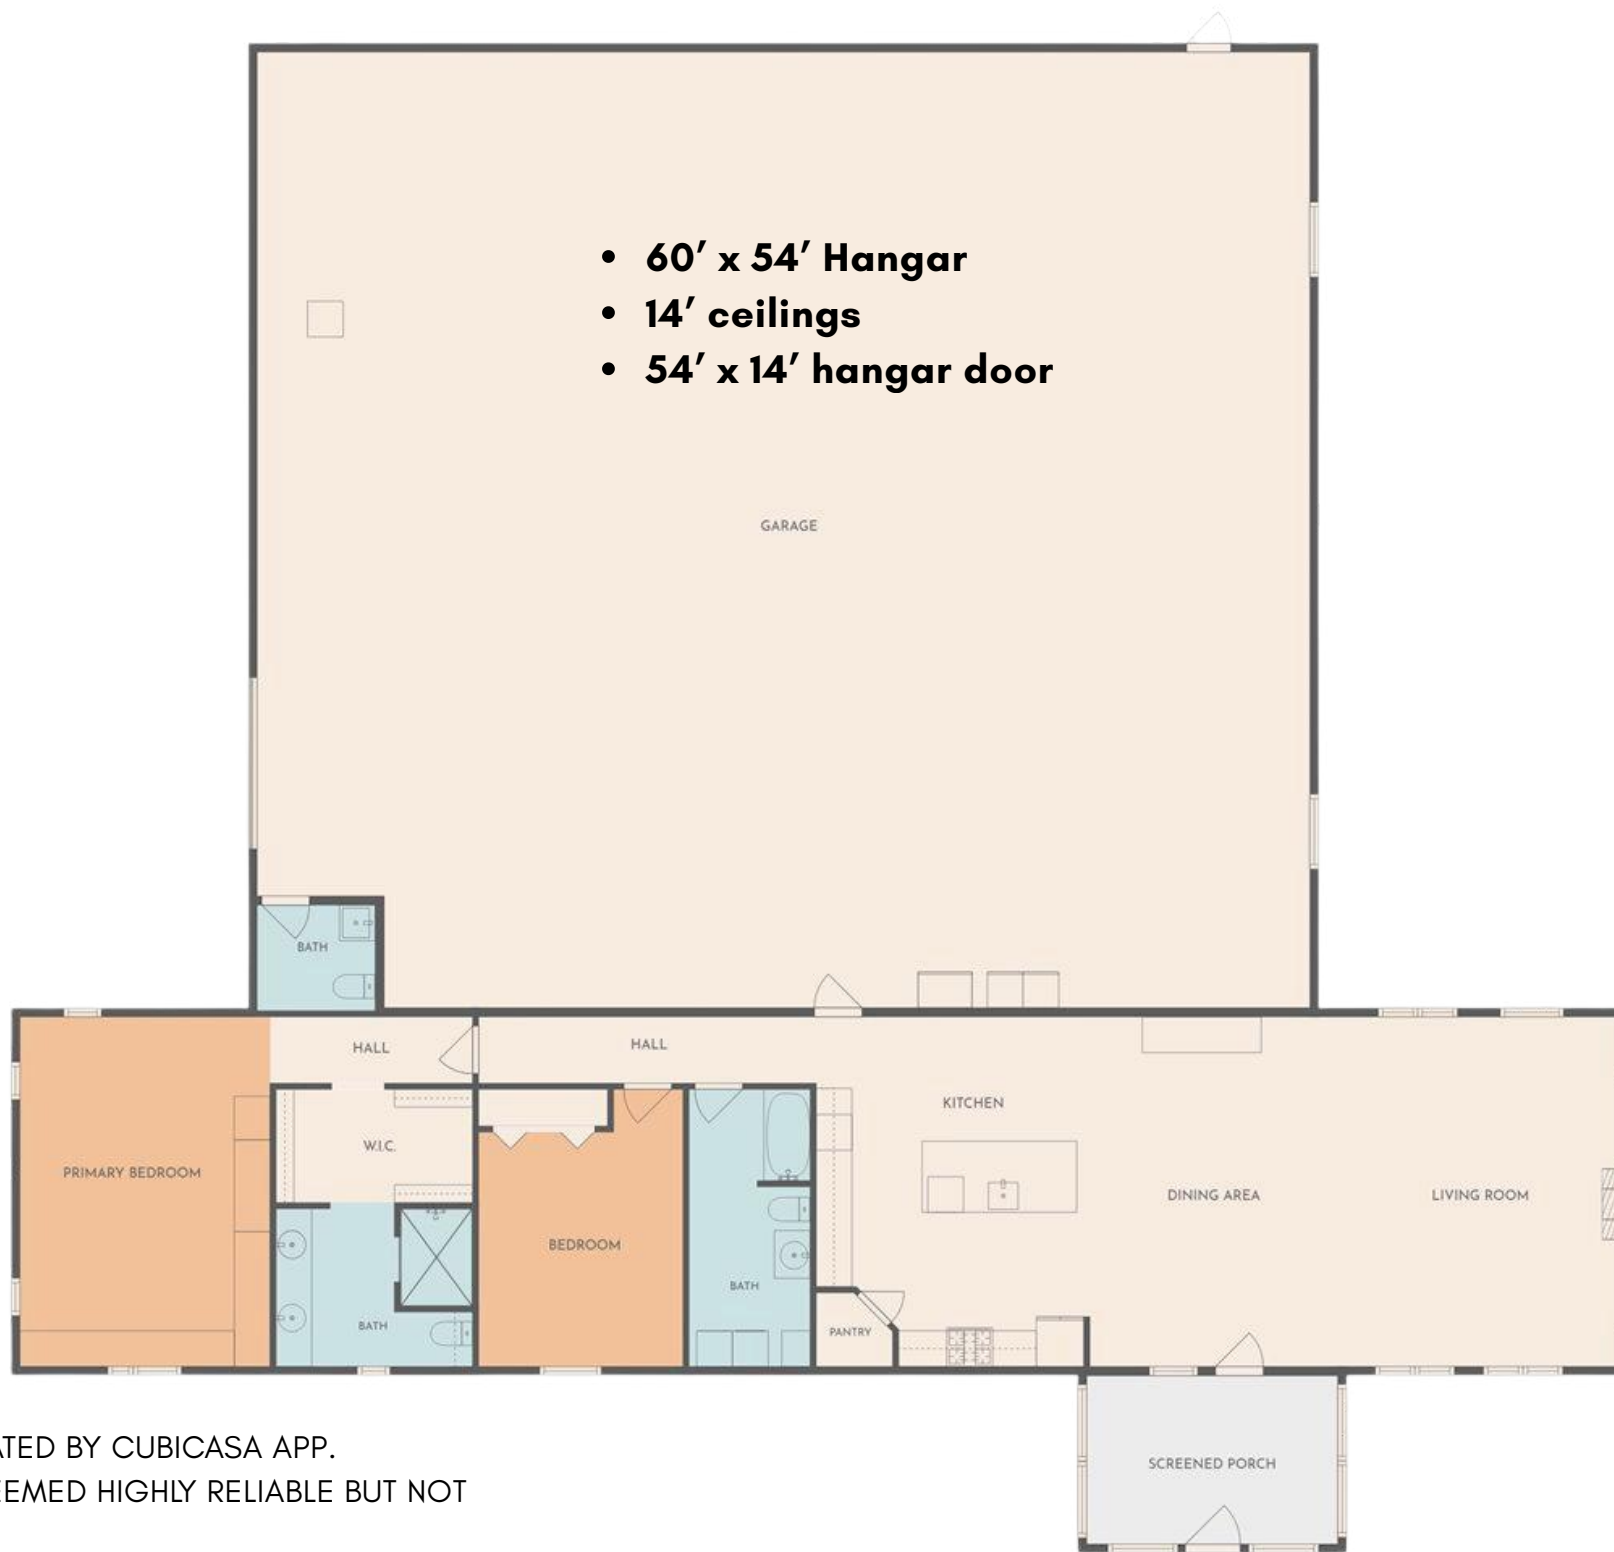 • 60′ x 54′ Hangar
• 14′ ceilings
• 54′ x 14′ hangar door
GARAGE
BATH
HALL
HALL
KITCHEN
W.I.C.
PRIMARY BEDROOM
DINING AREA
LIVING ROOM
BEDROOM
BATH
BATH
PANTRY
SCREENED PORCH
ATED BY CUBICASA APP.
EEMED HIGHLY RELIABLE BUT NOT